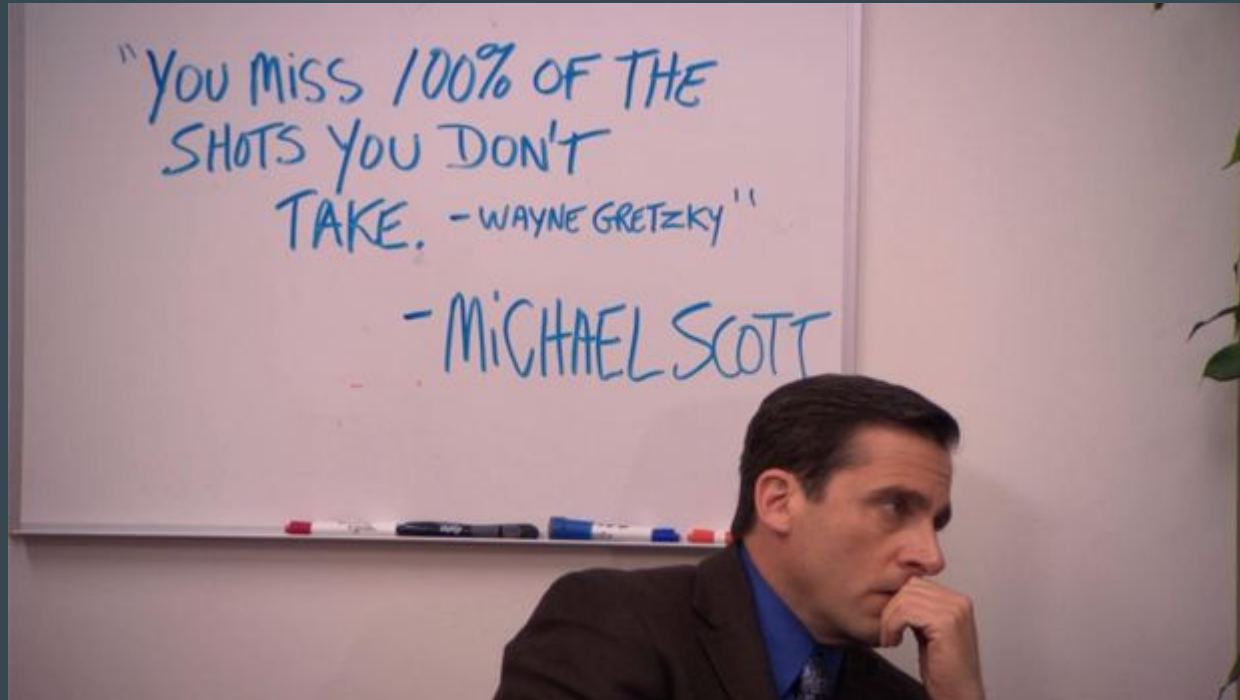 "YOU MiSS 100% OF THE
SHOTS YOU DON'T
TAKE. - WAYNE GRETZKY"
- MiCHAEL SCOTT